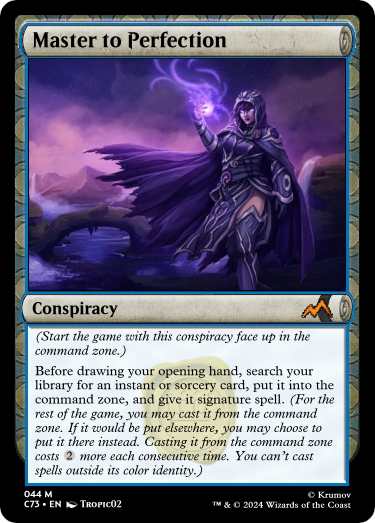 Master to Perfection
Conspiracy
(Start the game with this conspiracy face up in the
command zone.)
Before drawing your opening hand, search your
library for an instant or sorcery card, put it into the
command zone, and give it signature spell. (For the
rest of the game, you may cast it from the command
zone. If it would be put elsewhere, you may choose to
put it there instead. Casting it from the command zone
costs 2 more each consecutive time. You can't cast
spells outside its color identity.)
044 M
C73 • EN Tropic02
© Krumov
™ & © 2024 Wizards of the Coast